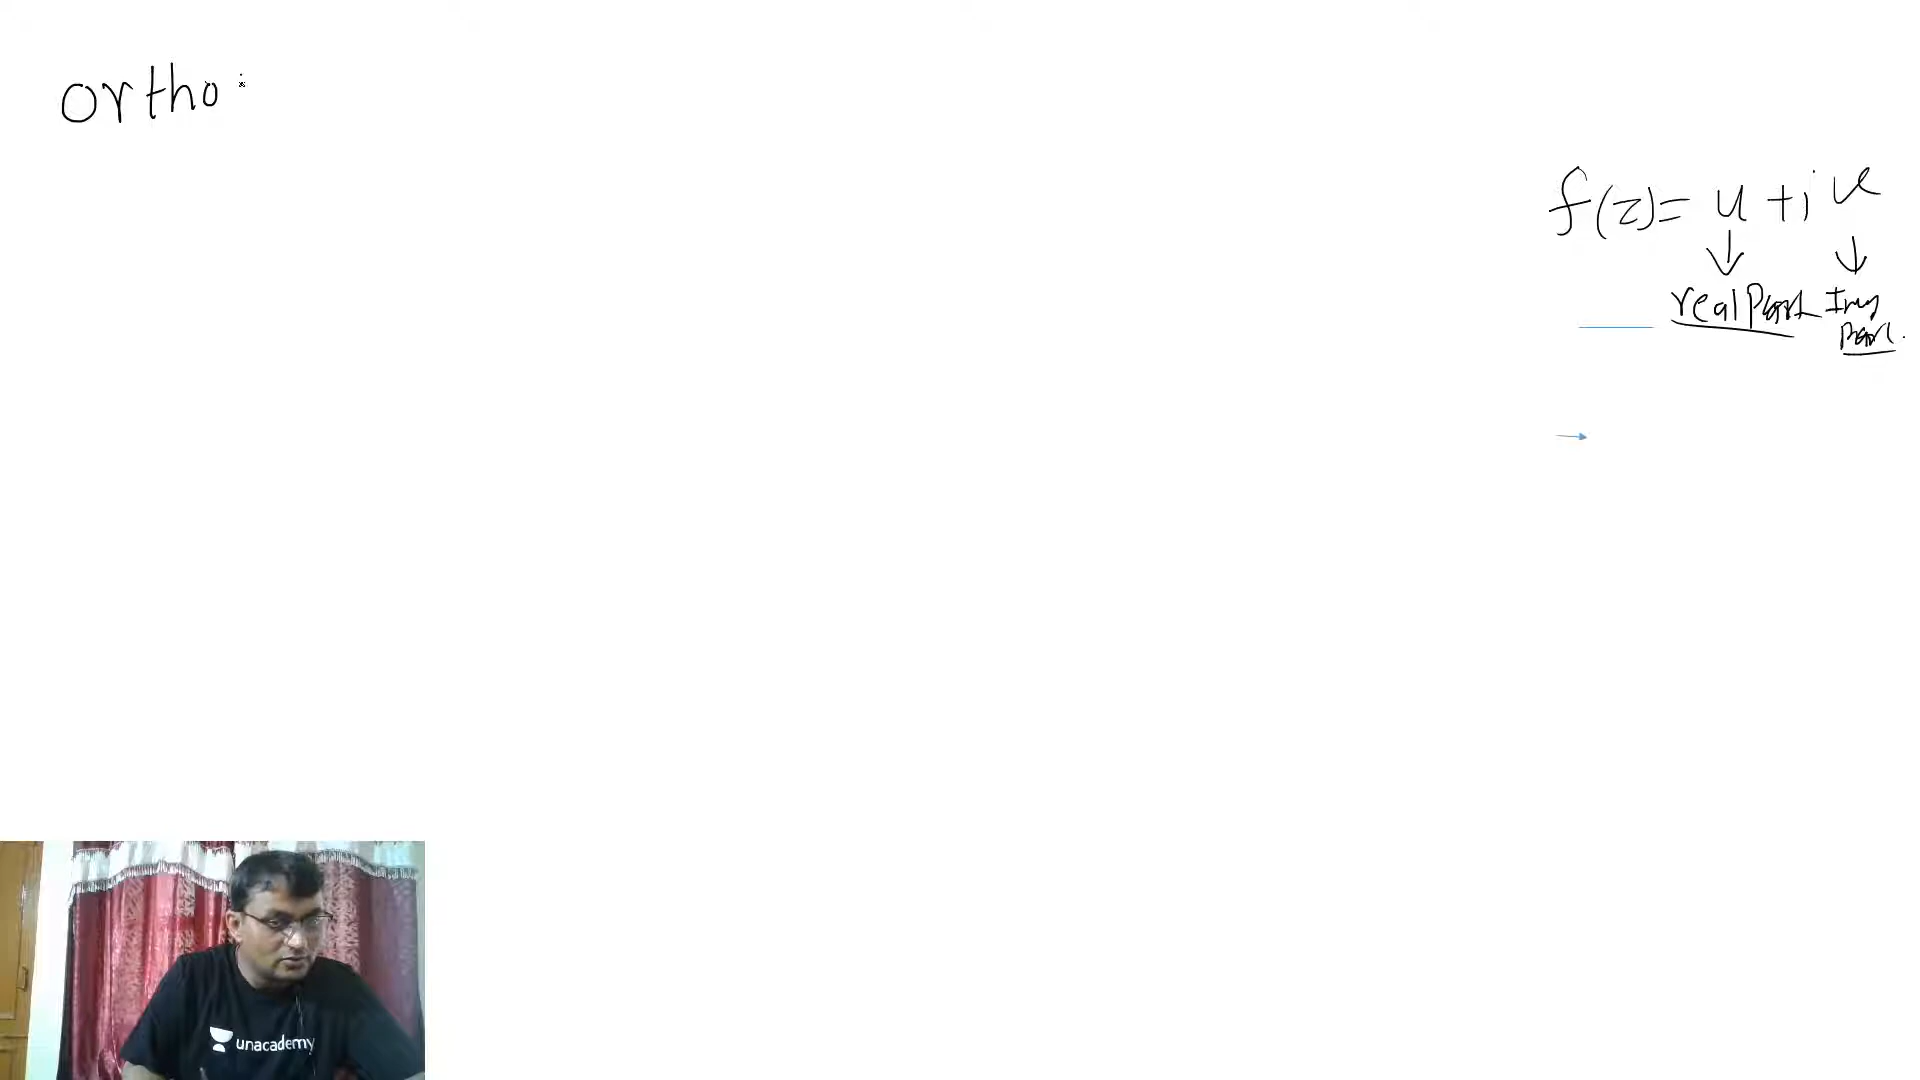 ortho
f(z)= u + i v
↓ ↓
real Part Img
Part.
unacademy